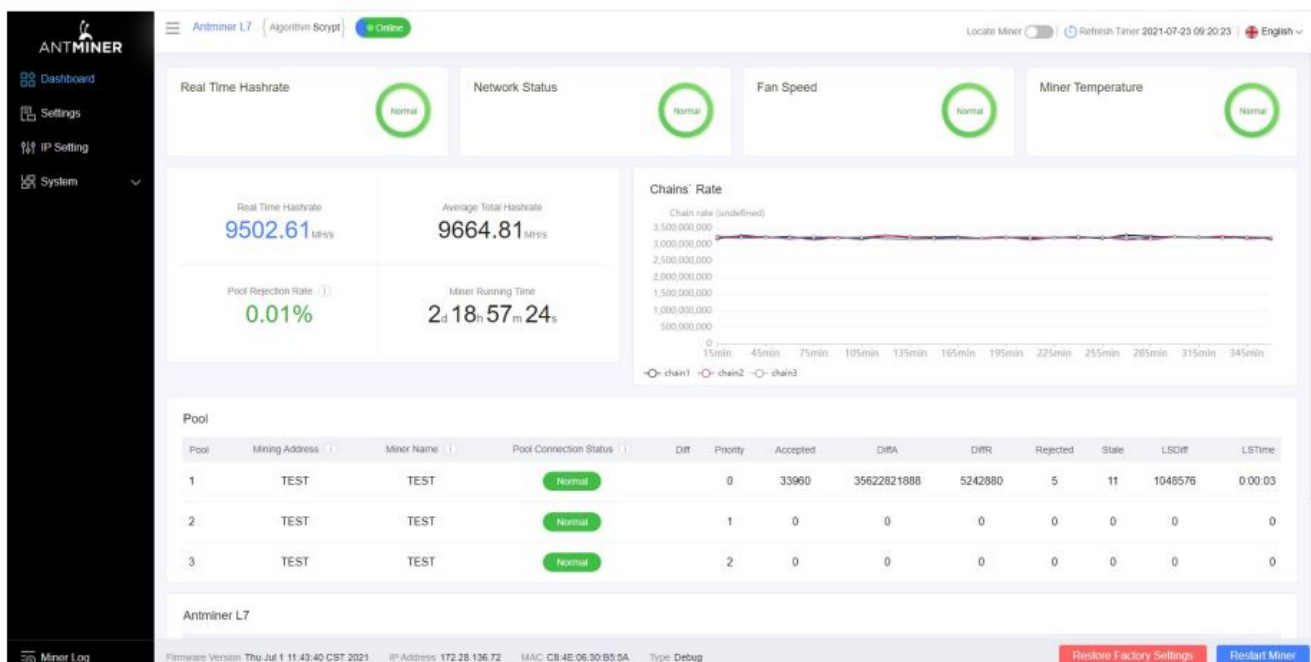 ANTMINER
Antminer L7 Algorithm Scrypt Online
Locate Miner Refresh Timer 2021-07-23 09:20:23 English
Dashboard
Settings
IP Setting
System
Real Time Hashrate Normal
Network Status Normal
Fan Speed Normal
Miner Temperature Normal
Real Time Hashrate
9502.61 MH/s
Average Total Hashrate
9664.81 MH/s
Pool Rejection Rate
0.01%
Miner Running Time
2d 18h 57m 24s
Chains' Rate
Chain rate (undefined)
3,500,000,000
3,000,000,000
2,500,000,000
2,000,000,000
1,500,000,000
1,000,000,000
500,000,000
0
15min 45min 75min 105min 135min 165min 195min 225min 255min 285min 315min 345min
chain1 chain2 chain3
Pool
Pool Mining Address Miner Name Pool Connection Status Diff Priority Accepted DiffA DiffR Rejected Stale LSDiff LSTime
1 TEST TEST Normal 0 33960 35622821888 5242880 5 11 1048576 0:00:03
2 TEST TEST Normal 1 0 0 0 0 0 0 0
3 TEST TEST Normal 2 0 0 0 0 0 0 0
Antminer L7
Miner Log
Firmware Version Thu Jul 1 11:43:40 CST 2021 IP Address 172.28.136.72 MAC C8:4E:06:30:B5:5A Type Debug
Restore Factory Settings Restart Miner